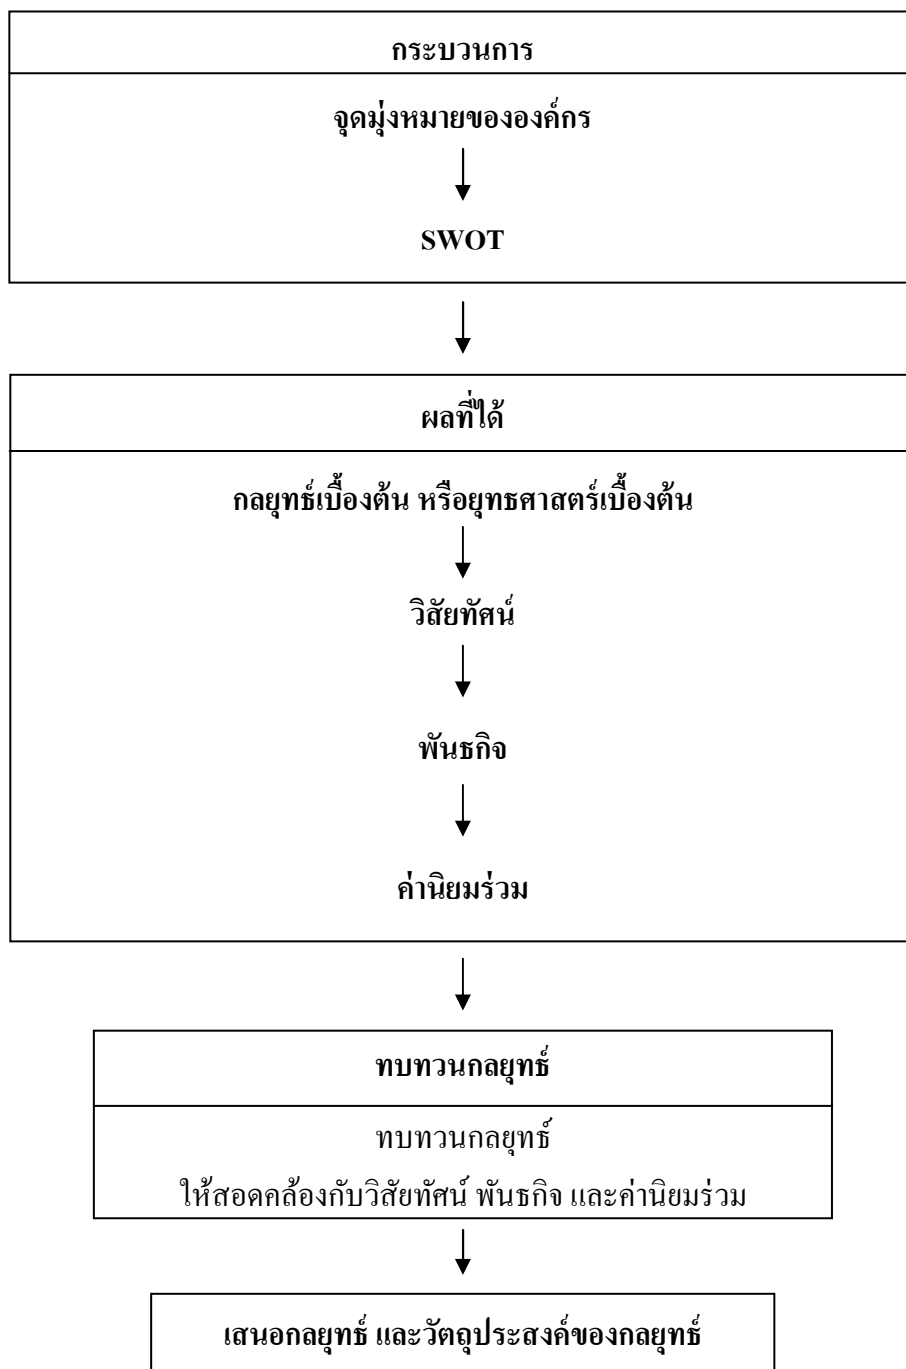 กระบวนการ
จุดมุ่งหมายขององค์กร
SWOT
ผลที่ได้
กลยุทธ์เบื้องต้น หรือยุทธศาสตร์เบื้องต้น
วิสัยทัศน์
พันธกิจ
ค่านิยมร่วม
ทบทวนกลยุทธ์
ทบทวนกลยุทธ์
ให้สอดคล้องกับวิสัยทัศน์ พันธกิจ และค่านิยมร่วม
เสนอกลยุทธ์ และวัตถุประสงค์ของกลยุทธ์